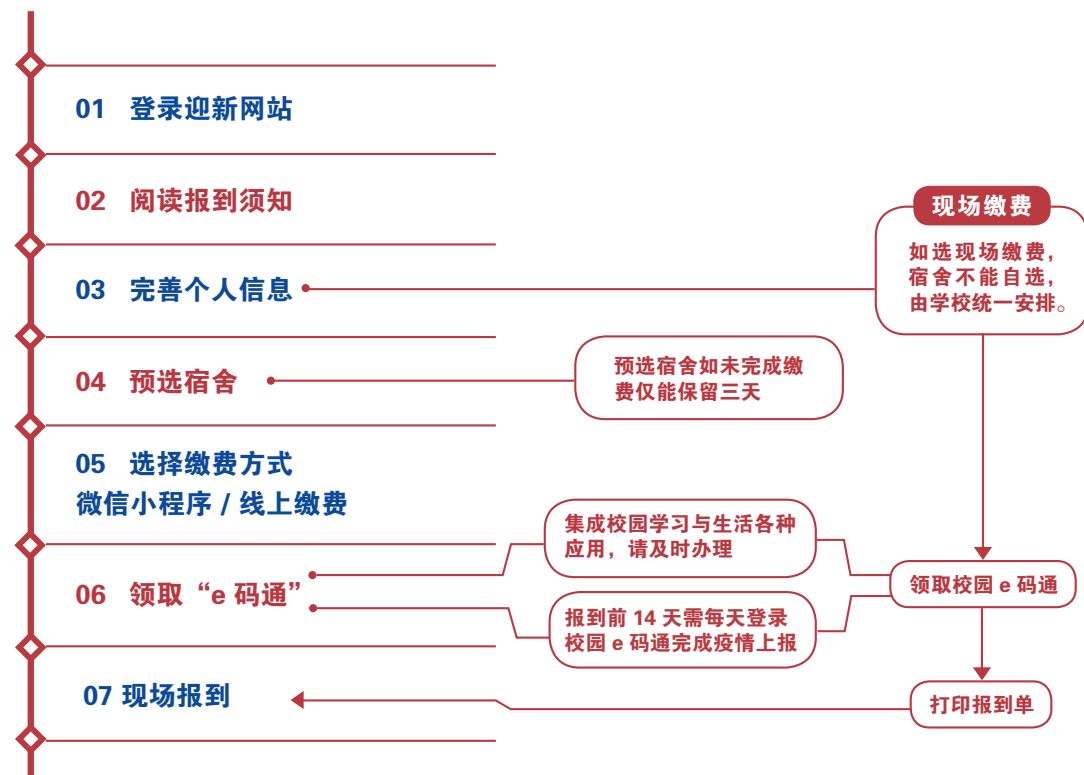 01 登录迎新网站
02 阅读报到须知
现场缴费
如选现场缴费，
宿舍不能自选，
由学校统一安排。
03 完善个人信息
04 预选宿舍
预选宿舍如未完成缴
费仅能保留三天
05 选择缴费方式
微信小程序 / 线上缴费
集成校园学习与生活各种
应用，请及时办理
06 领取“e 码通”
领取校园 e 码通
报到前 14 天需每天登录
校园 e 码通完成疫情上报
07 现场报到
打印报到单